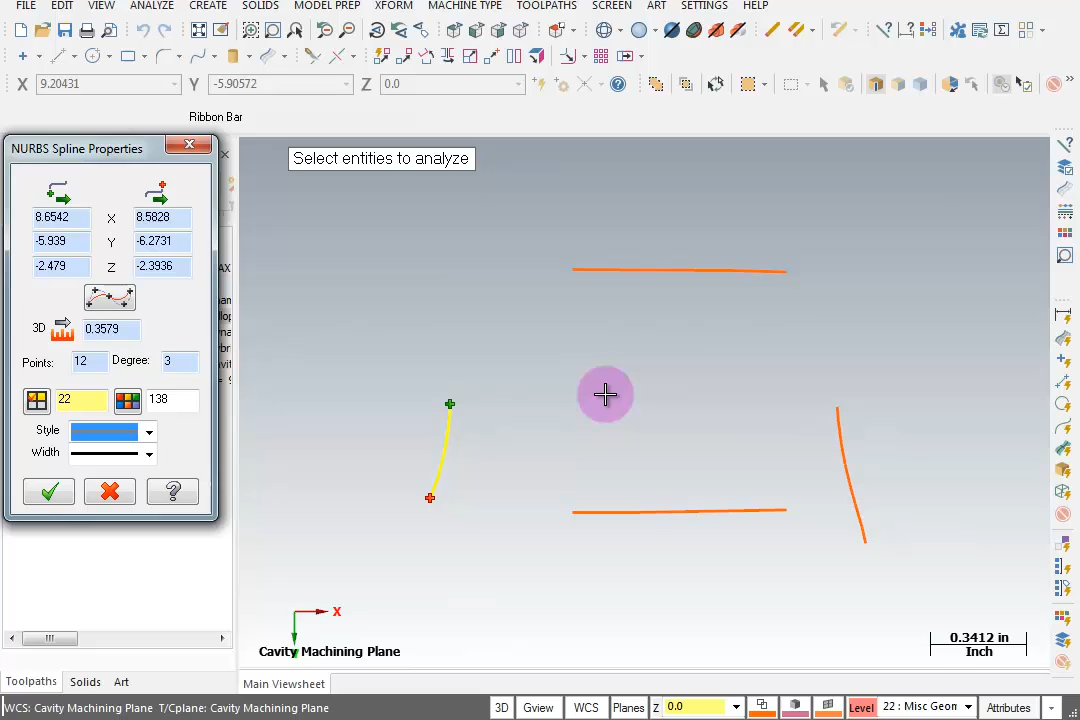 FILE EDIT VIEW ANALYZE CREATE SOLIDS MODEL PREP XFORM MACHINE TYPE TOOLPATHS SCREEN ART SETTINGS HELP
X 9.20431 Y -5.90572 Z 0.0
Ribbon Bar
NURBS Spline Properties
Select entities to analyze
8.6542 X 8.5828
-5.939 Y -6.2731
-2.479 Z -2.3936
3D 0.3579
Points: 12 Degree: 3
22 138
Style
Width
X
Cavity Machining Plane
0.3412 in
Inch
Toolpaths Solids Art
Main Viewsheet
WCS: Cavity Machining Plane T/Cplane: Cavity Machining Plane 3D Gview WCS Planes Z 0.0 Level 22 : Misc Geom Attributes